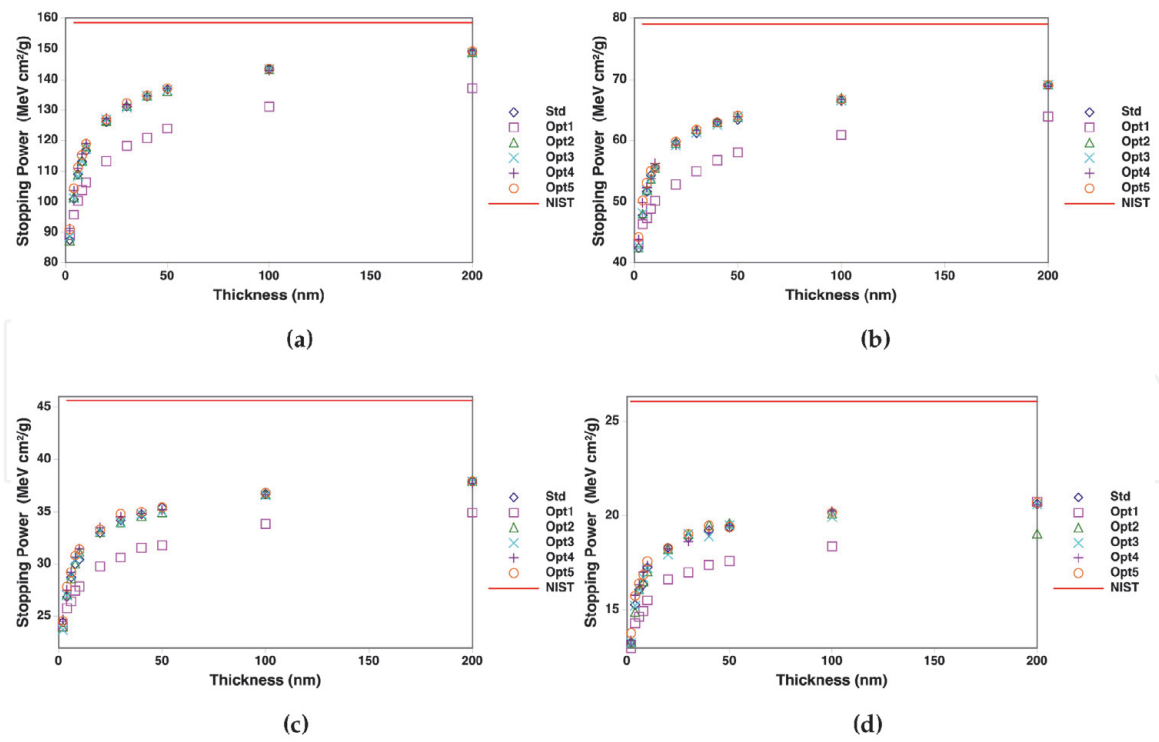 160
150
140
130
120
110
100
90
80
0
50
100
150
200
Stopping Power (MeV cm²/g)
Thickness (nm)
Std
Opt1
Opt2
Opt3
Opt4
Opt5
NIST
(a)
80
70
60
50
40
0
50
100
150
200
Stopping Power (MeV cm²/g)
Thickness (nm)
Std
Opt1
Opt2
Opt3
Opt4
Opt5
NIST
(b)
45
40
35
30
25
0
50
100
150
200
Stopping Power (MeV cm²/g)
Thickness (nm)
Std
Opt1
Opt2
Opt3
Opt4
Opt5
NIST
(c)
25
20
15
0
50
100
150
200
Stopping Power (MeV cm²/g)
Thickness (nm)
Std
Opt1
Opt2
Opt3
Opt4
Opt5
NIST
(d)